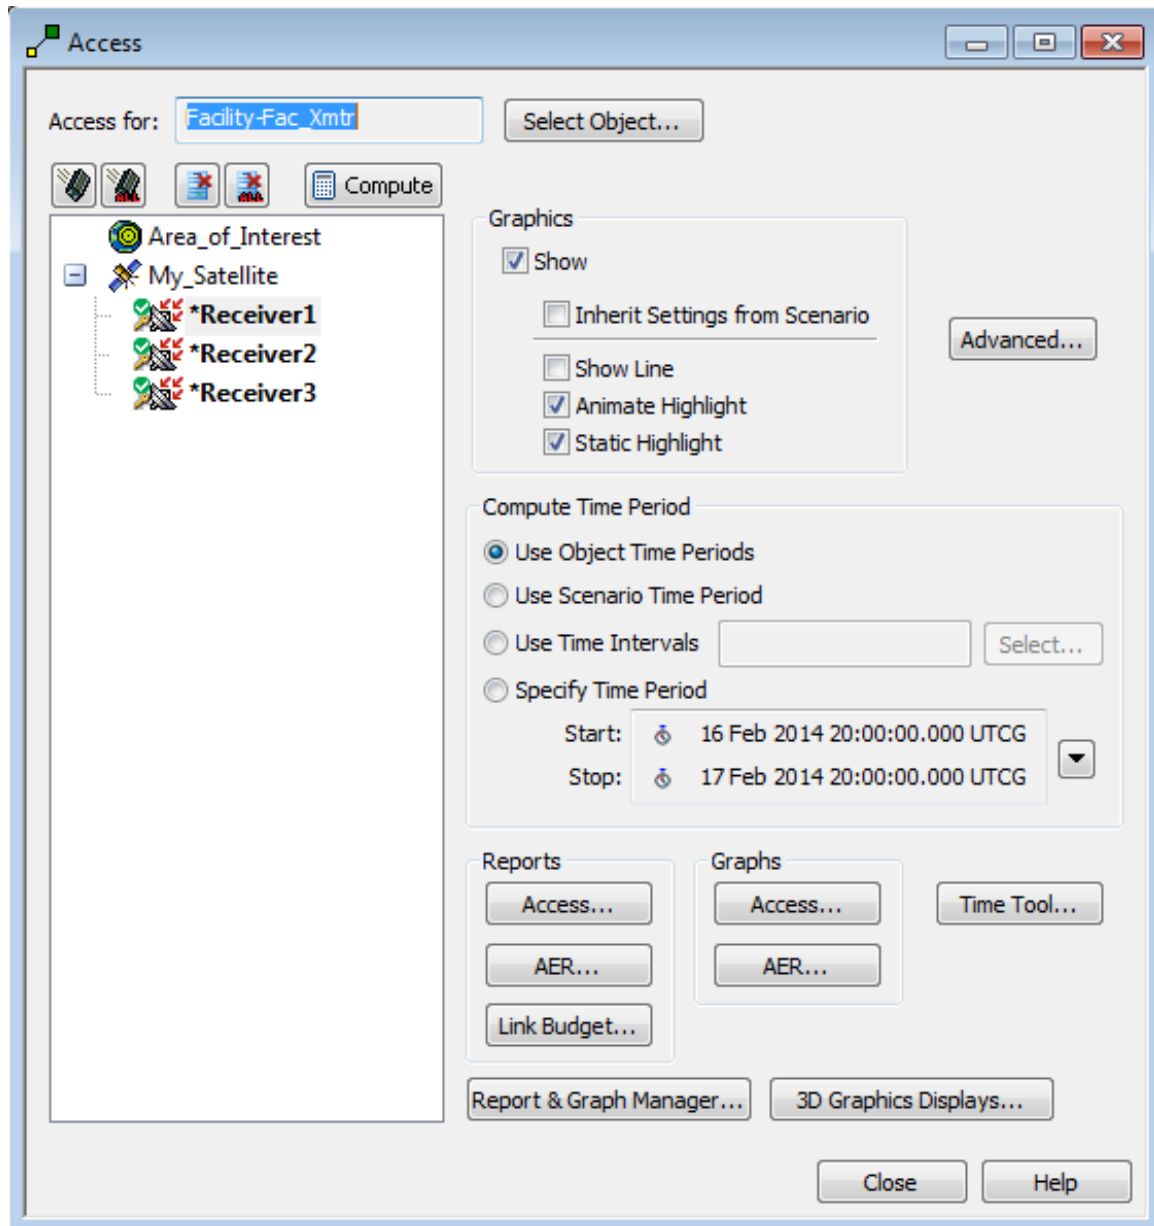 Access
Access for: Facility-Fac_Xmtr Select Object...
Compute
Area_of_Interest
My_Satellite
*Receiver1
*Receiver2
*Receiver3
Graphics
Show
Inherit Settings from Scenario
Show Line
Animate Highlight
Static Highlight
Advanced...
Compute Time Period
Use Object Time Periods
Use Scenario Time Period
Use Time Intervals Select...
Specify Time Period
Start: 16 Feb 2014 20:00:00.000 UTCG
Stop: 17 Feb 2014 20:00:00.000 UTCG
Reports
Access...
AER...
Link Budget...
Graphs
Access...
AER...
Time Tool...
Report & Graph Manager... 3D Graphics Displays...
Close Help